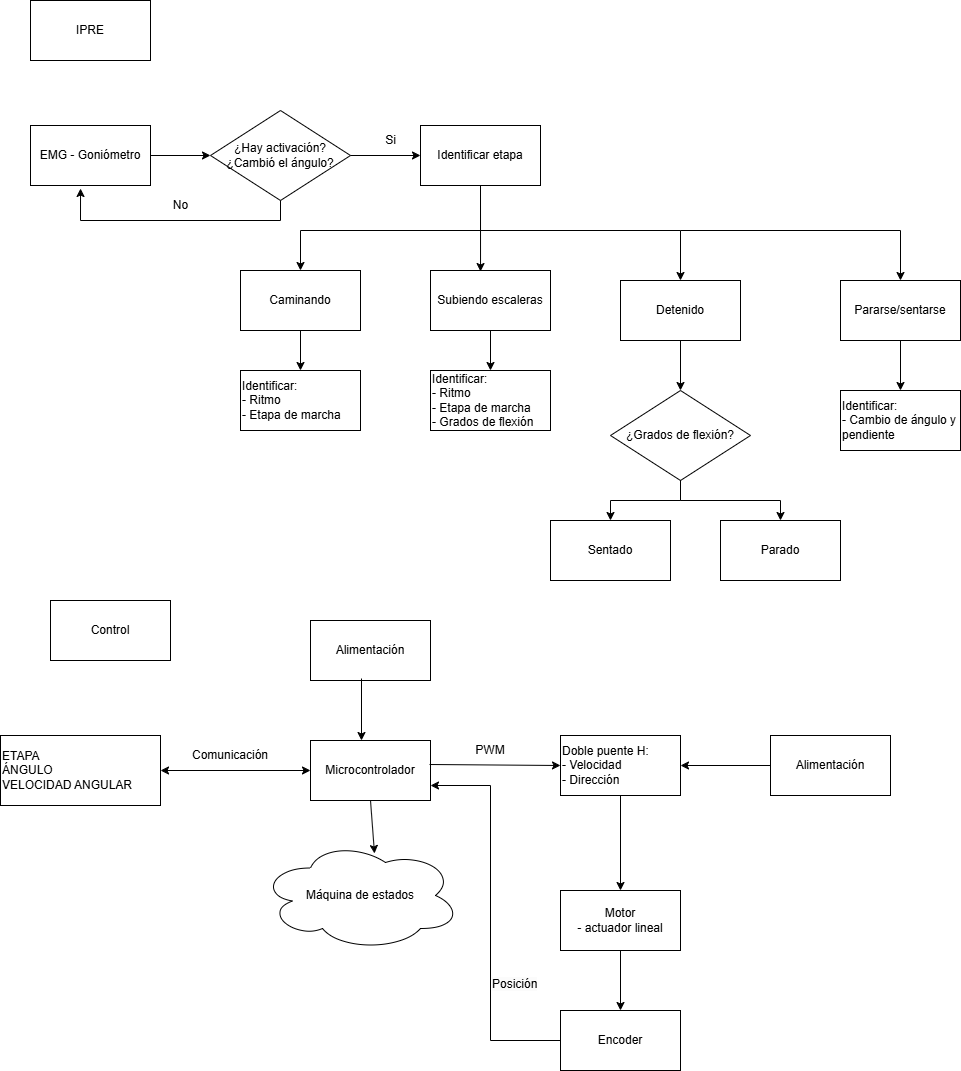 IPRE
EMG - Goniómetro
¿Hay activación?
¿Cambió el ángulo?
Si
No
Identificar etapa
Caminando
Subiendo escaleras
Detenido
Pararse/sentarse
Identificar:
- Ritmo
- Etapa de marcha
Identificar:
- Ritmo
- Etapa de marcha
- Grados de flexión
¿Grados de flexión?
Identificar:
- Cambio de ángulo y
pendiente
Sentado
Parado
Control
Alimentación
ETAPA
ÁNGULO
VELOCIDAD ANGULAR
Comunicación
Microcontrolador
PWM
Doble puente H:
- Velocidad
- Dirección
Alimentación
Máquina de estados
Motor
- actuador lineal
Posición
Encoder